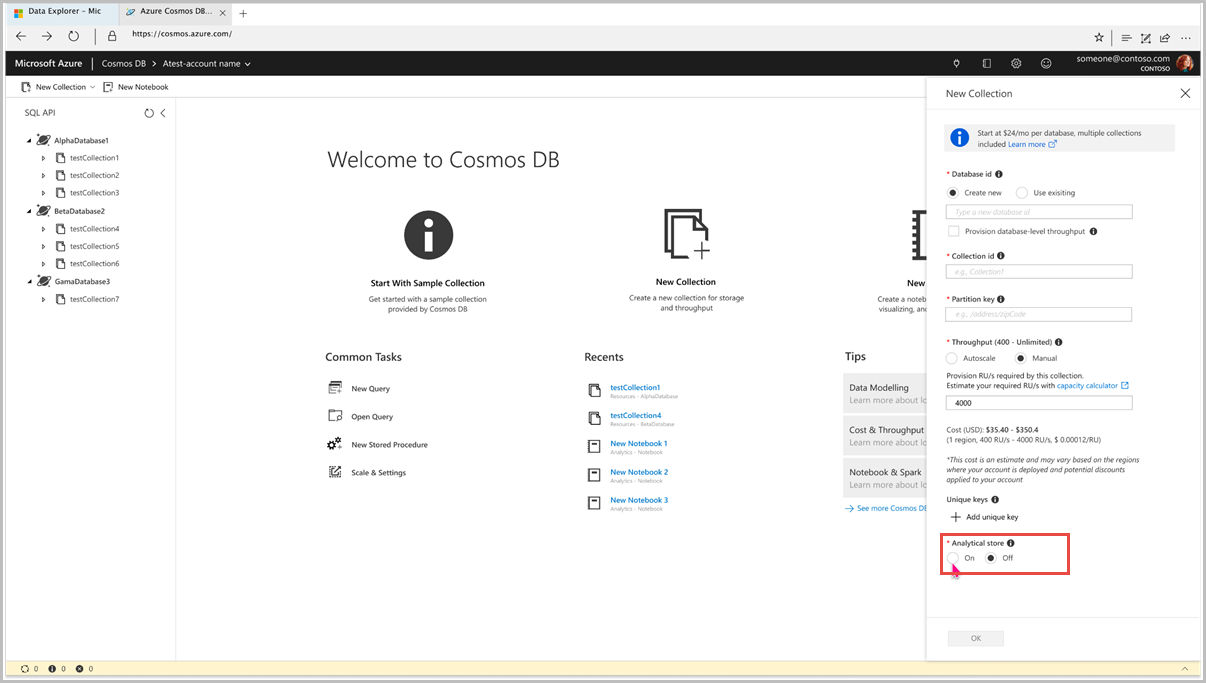 Data Explorer - Mic
Azure Cosmos DB...
https://cosmos.azure.com/
Microsoft Azure
Cosmos DB
Atest-account name
someone@contoso.com
CONTOSO
New Collection
New Notebook
SQL API
AlphaDatabase1
testCollection1
testCollection2
testCollection3
BetaDatabase2
testCollection4
testCollection5
testCollection6
GamaDatabase3
testCollection7
Welcome to Cosmos DB
Start With Sample Collection
Get started with a sample collection
provided by Cosmos DB
New Collection
Create a new collection for storage
and throughput
New
Create a noteb
visualizing, an
Common Tasks
New Query
Open Query
New Stored Procedure
Scale & Settings
Recents
testCollection1
Resources - AlphaDatabase
testCollection4
Resources - BetaDatabase
New Notebook 1
Analytics - Notebook
New Notebook 2
Analytics - Notebook
New Notebook 3
Analytics - Notebook
Tips
Data Modelling
Learn more about lo
Cost & Throughput
Learn more about lo
Notebook & Spark
Learn more about lo
See more Cosmos DB
New Collection
Start at $24/mo per database, multiple collections
included Learn more
* Database id
Create new
Use exisiting
Type a new database id
Provision database-level throughput
* Collection id
e.g., Collection1
* Partition key
e.g., /address/zipCode
* Throughput (400 - Unlimited)
Autoscale
Manual
Provision RU/s required by this collection.
Estimate your required RU/s with capacity calculator
4000
Cost (USD): $35.40 - $350.4
(1 region, 400 RU/s - 4000 RU/s, $ 0.00012/RU)
*This cost is an estimate and may vary based on the regions
where your account is deployed and potential discounts
applied to your account
Unique keys
Add unique key
* Analytical store
On
Off
OK
0
0
0